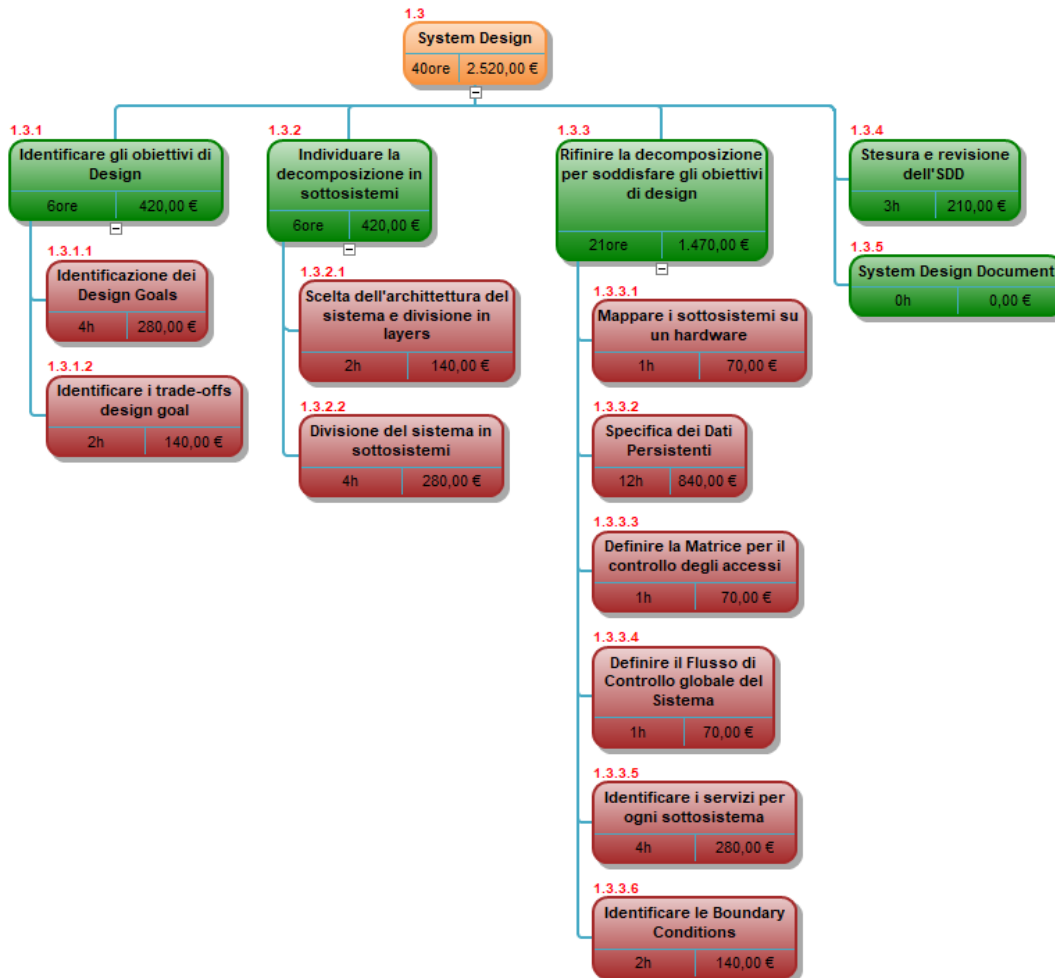 1.3
System Design
40ore 2.520,00 €
1.3.1
Identificare gli obiettivi di
Design
6ore 420,00 €
1.3.1.1
Identificazione dei
Design Goals
4h 280,00 €
1.3.1.2
Identificare i trade-offs
design goal
2h 140,00 €
1.3.2
Individuare la
decomposizione in
sottosistemi
6ore 420,00 €
1.3.2.1
Scelta dell'archittettura del
sistema e divisione in
layers
2h 140,00 €
1.3.2.2
Divisione del sistema in
sottosistemi
4h 280,00 €
1.3.3
Rifinire la decomposizione
per soddisfare gli obiettivi
di design
21ore 1.470,00 €
1.3.3.1
Mappare i sottosistemi su
un hardware
1h 70,00 €
1.3.3.2
Specifica dei Dati
Persistenti
12h 840,00 €
1.3.3.3
Definire la Matrice per il
controllo degli accessi
1h 70,00 €
1.3.3.4
Definire il Flusso di
Controllo globale del
Sistema
1h 70,00 €
1.3.3.5
Identificare i servizi per
ogni sottosistema
4h 280,00 €
1.3.3.6
Identificare le Boundary
Conditions
2h 140,00 €
1.3.4
Stesura e revisione
dell'SDD
3h 210,00 €
1.3.5
System Design Document
0h 0,00 €